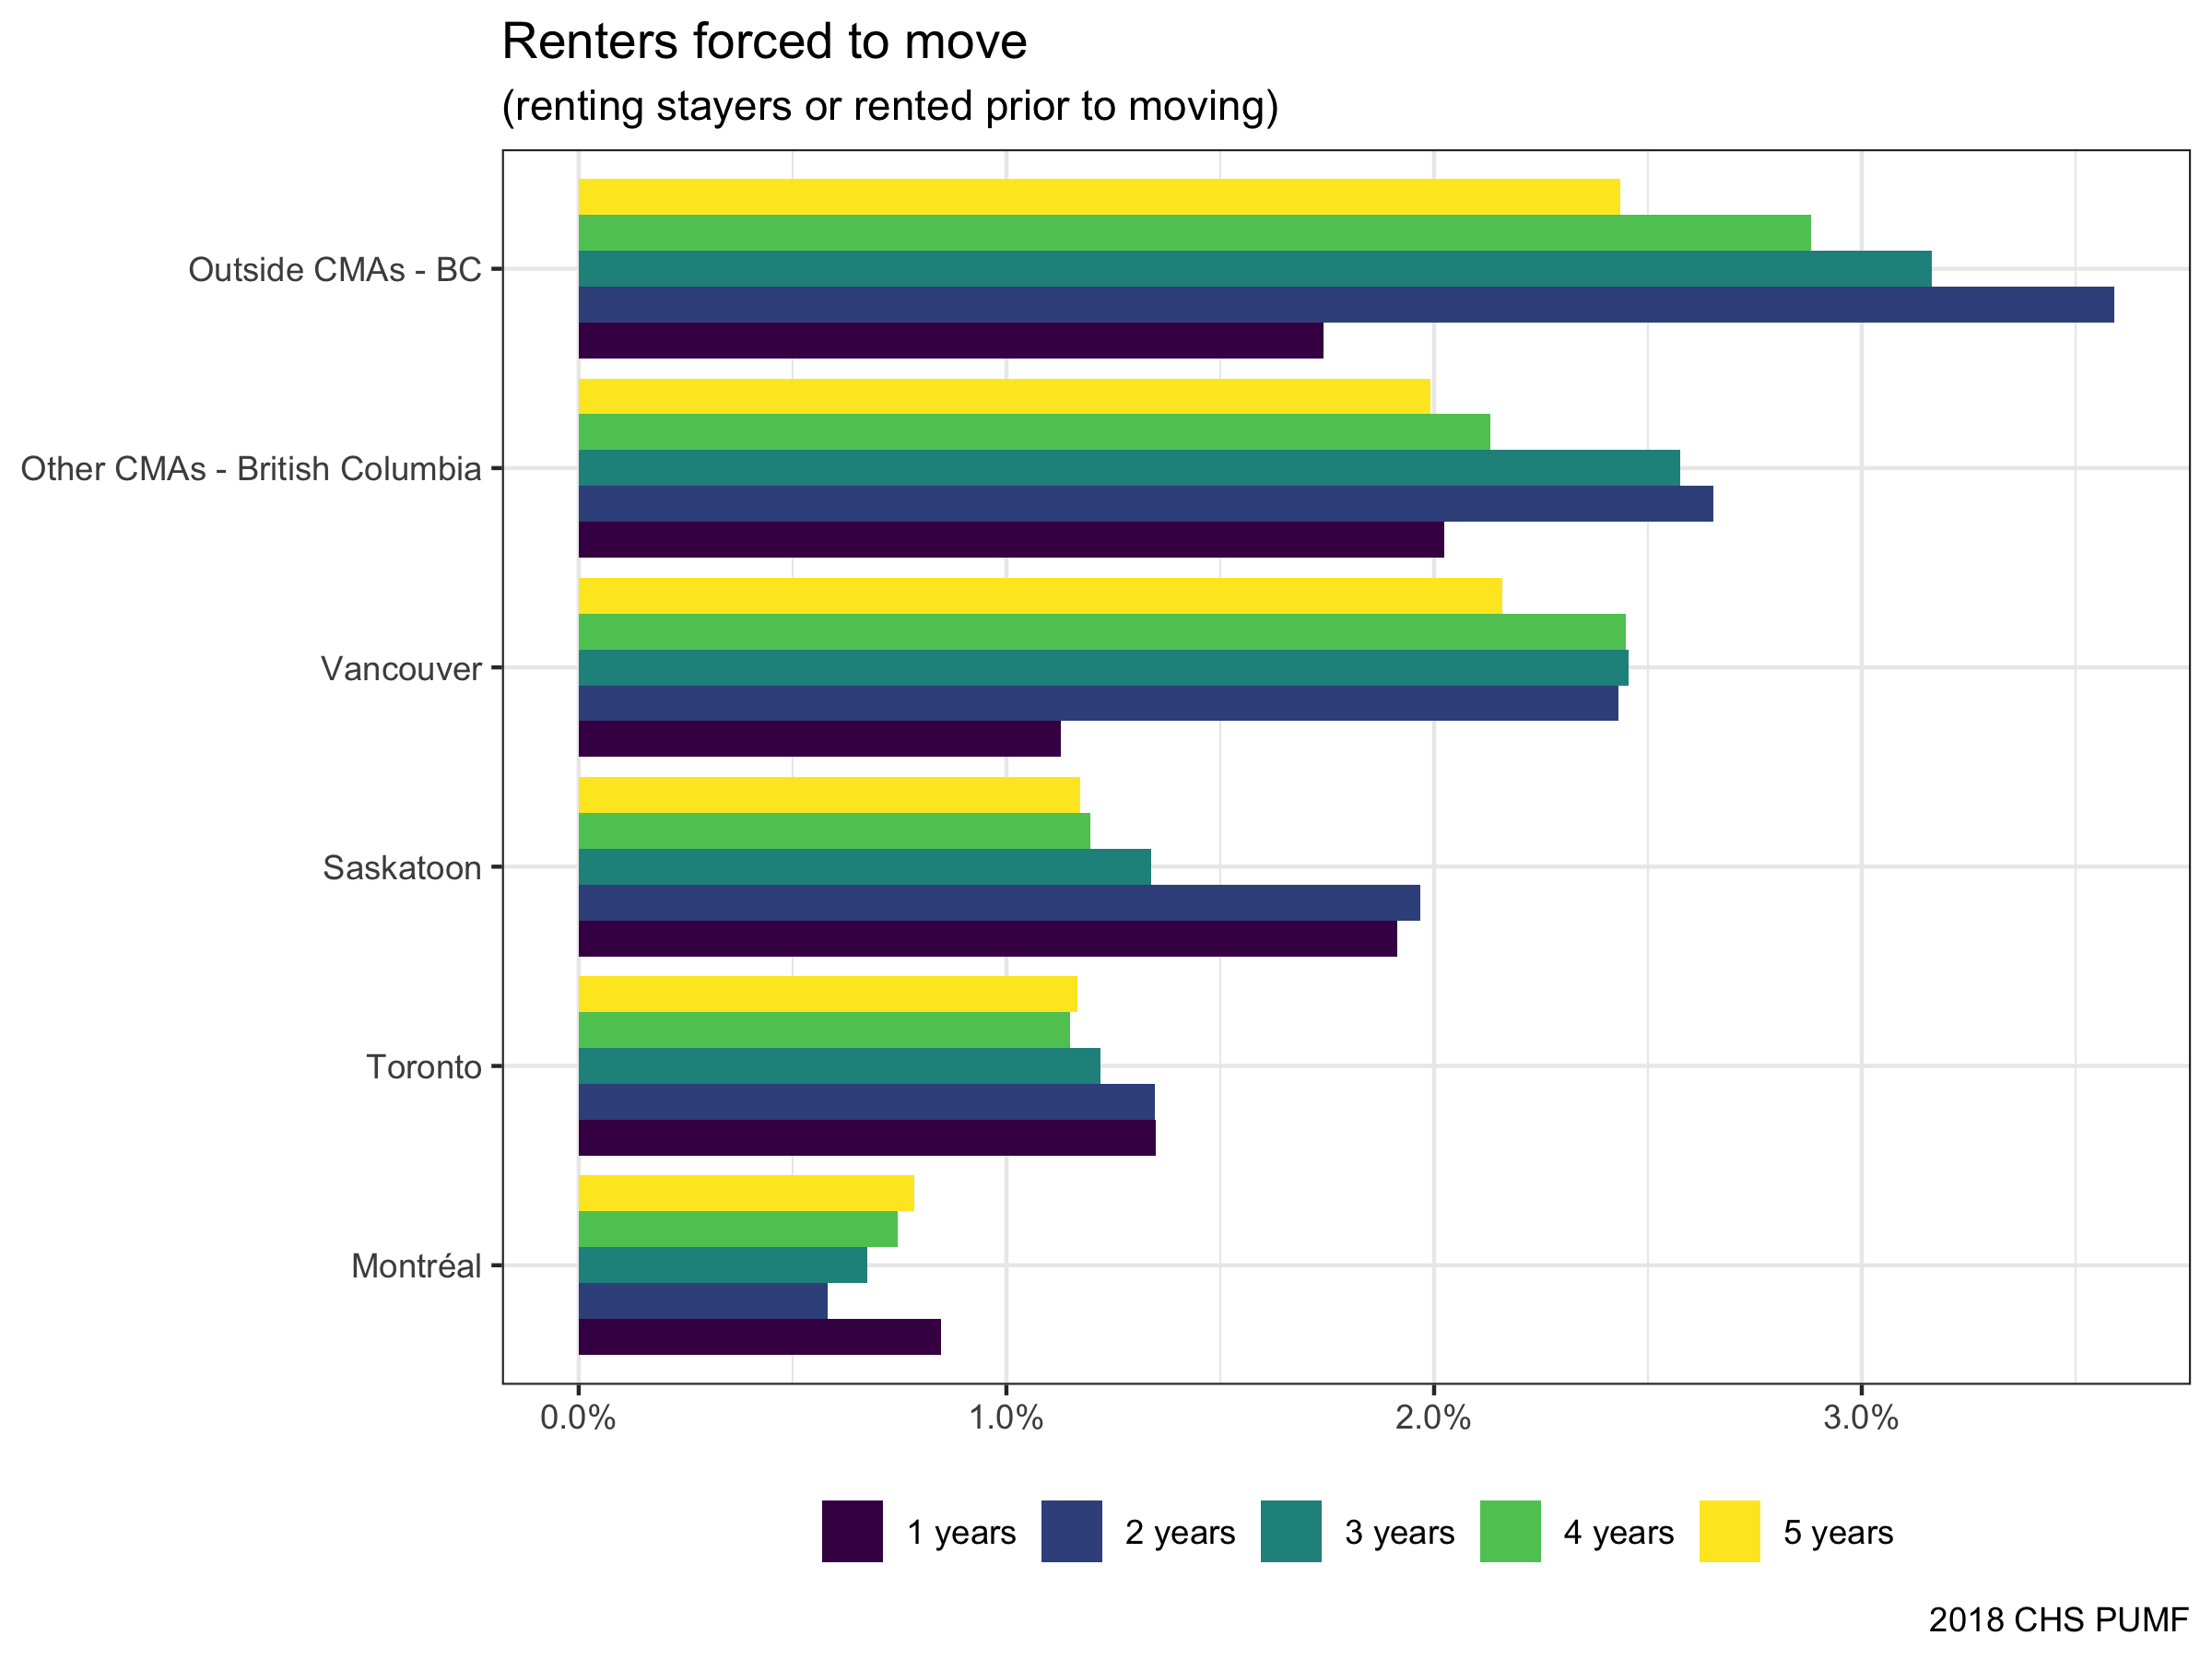 Renters forced to move
(renting stayers or rented prior to moving)
Outside CMAs - BC
Other CMAs - British Columbia
Vancouver
Saskatoon
Toronto
Montréal
0.0% 1.0% 2.0% 3.0%
1 years 2 years 3 years 4 years 5 years
2018 CHS PUMF